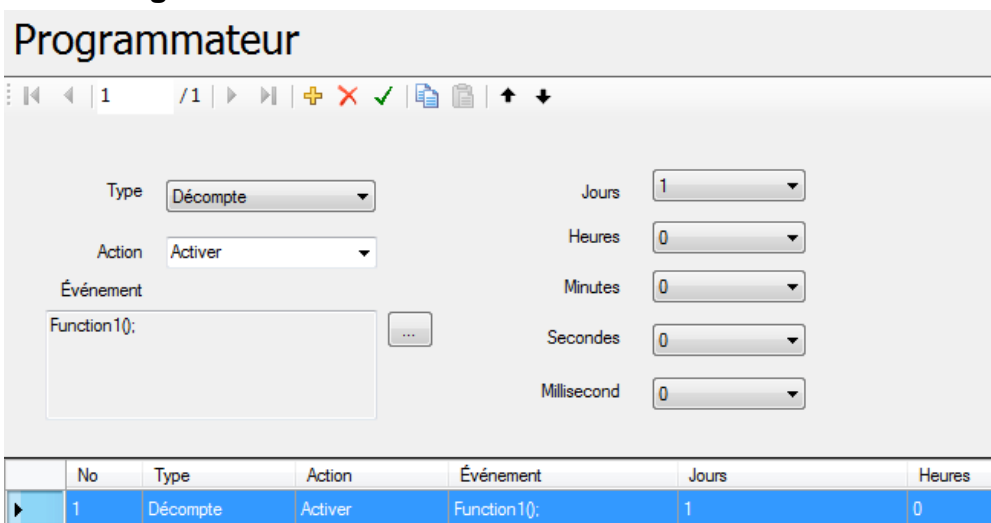 Programmateur
1 /1
Type Décompte
Action Activer
Événement
Function1();
...
Jours 1
Heures 0
Minutes 0
Secondes 0
Millisecond 0
No Type Action Événement Jours Heures
1 Décompte Activer Function1(); 1 0